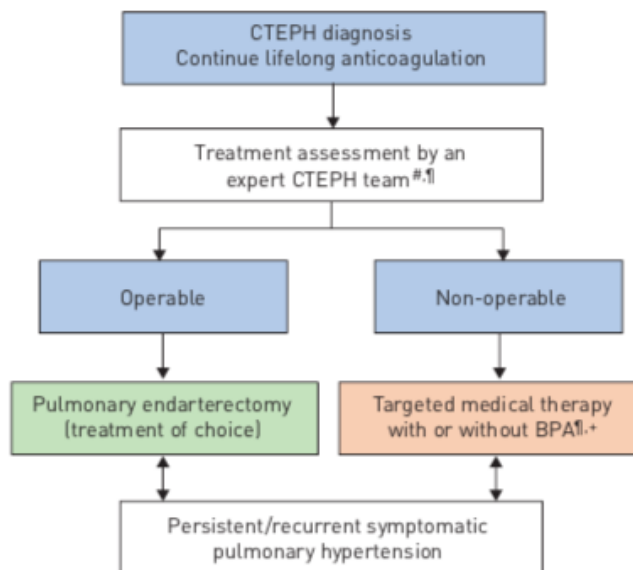 CTEPH diagnosis
Continue lifelong anticoagulation
Treatment assessment by an
expert CTEPH team#,¶
Operable
Non-operable
Pulmonary endarterectomy
(treatment of choice)
Targeted medical therapy
with or without BPA¶,+
Persistent/recurrent symptomatic
pulmonary hypertension